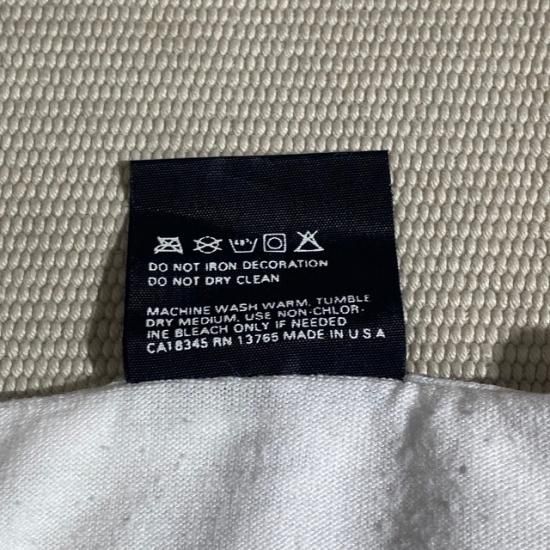 40°c
DO NOT IRON DECORATION
DO NOT DRY CLEAN
MACHINE WASH WARM, TUMBLE
DRY MEDIUM. USE NON-CHLOR-
INE BLEACH ONLY IF NEEDED
CA18345 RN 13765 MADE IN U.S.A